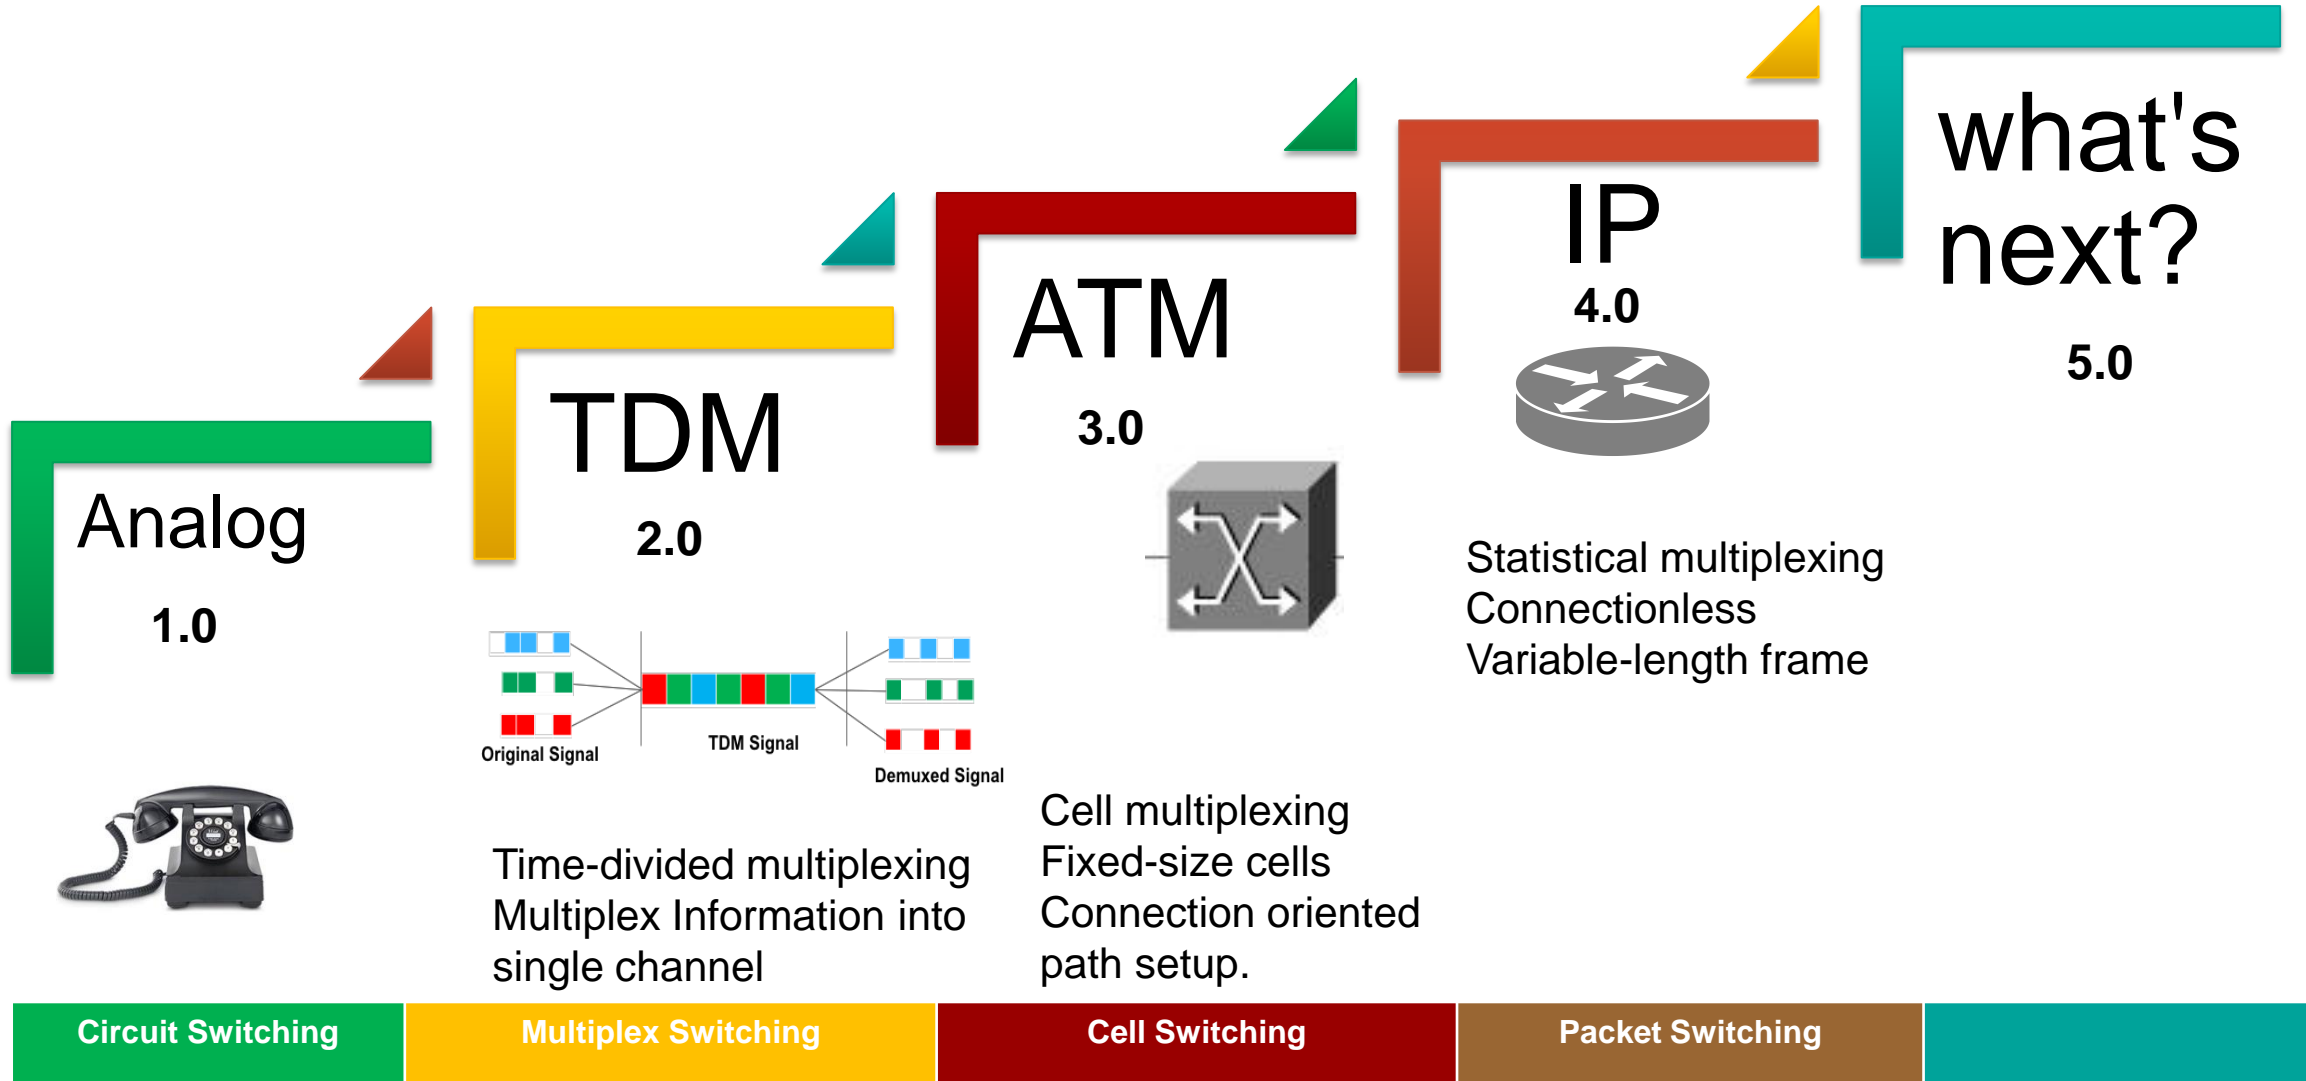 Analog
1.0
TDM
2.0
Original Signal
TDM Signal
Demuxed Signal
Time-divided multiplexing
Multiplex Information into
single channel
ATM
3.0
Cell multiplexing
Fixed-size cells
Connection oriented
path setup.
IP
4.0
Statistical multiplexing
Connectionless
Variable-length frame
what's
next?
5.0
Circuit Switching
Multiplex Switching
Cell Switching
Packet Switching